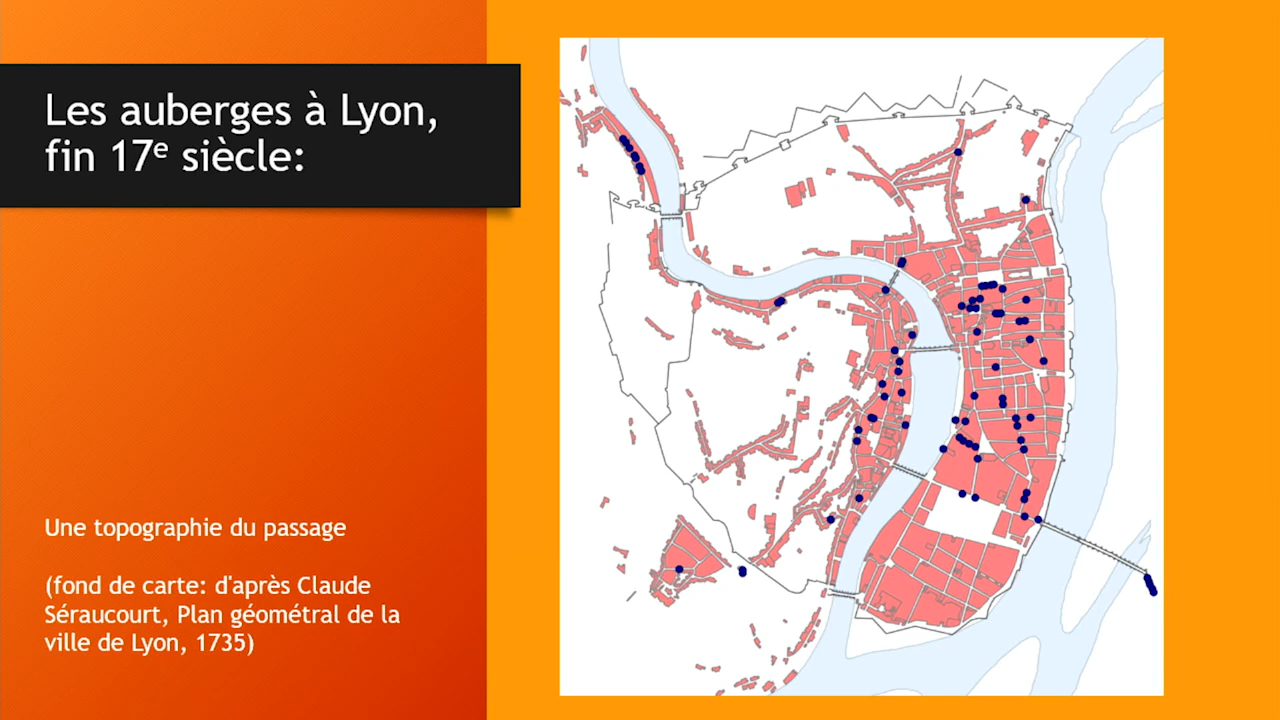 Les auberges à Lyon,
fin 17e siècle:
Une topographie du passage
(fond de carte: d'après Claude
Séraucourt, Plan géométral de la
ville de Lyon, 1735)